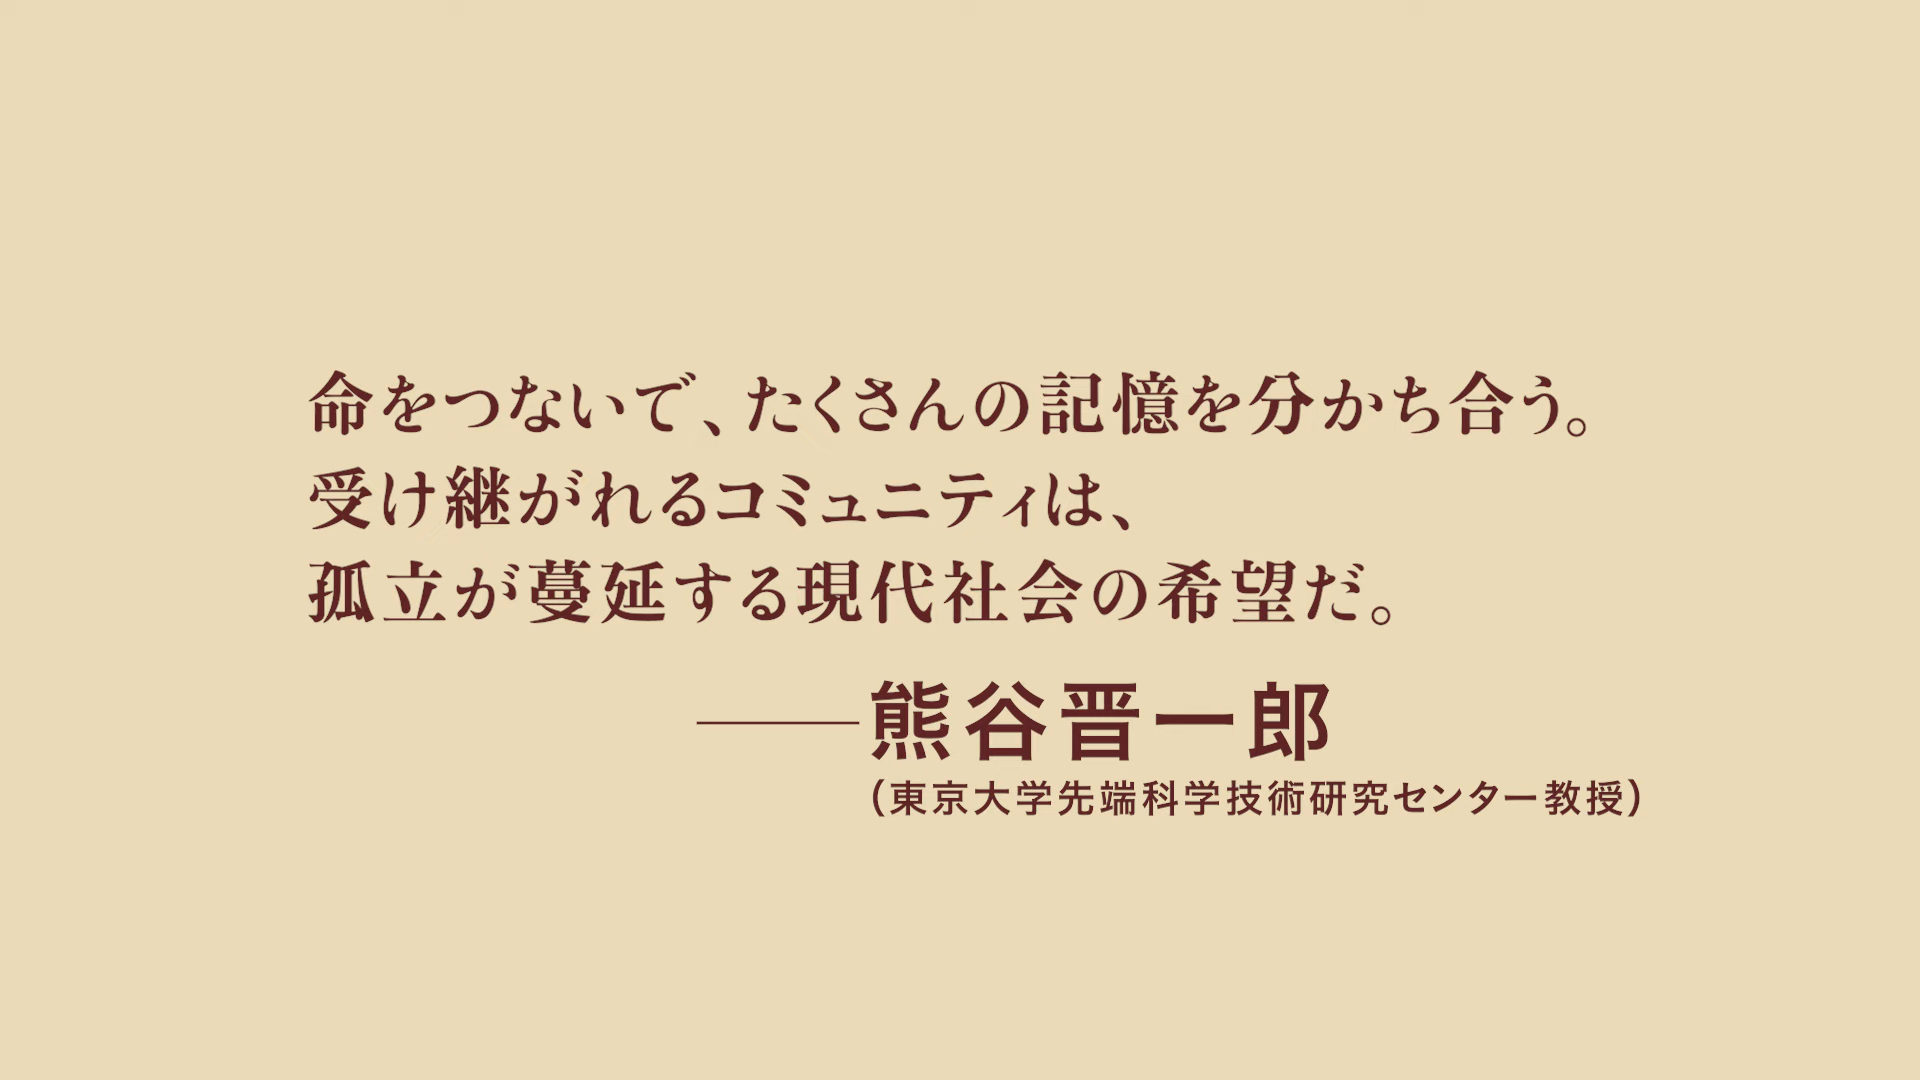 命をつないで、たくさんの記憶を分かち合う。
受け継がれるコミュニティは、
孤立が蔓延する現代社会の希望だ。
――熊谷晋一郎
（東京大学先端科学技術研究センター教授）